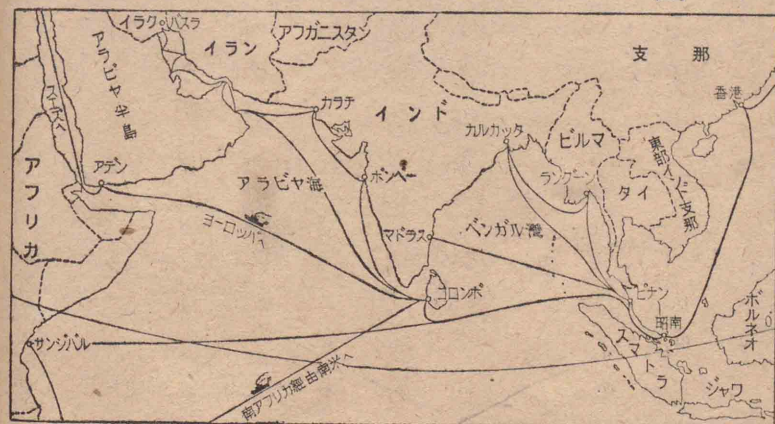 イラク
バスラ
イラン
アフガニスタン
支那
アラビヤ半島
スエズへ
カラチ
インド
香港
カルカッタ
ビルマ
アフリカ
アデン
アラビヤ海
ボンベー
ラングーン
タイ
東部インド支那
ヨーロッパへ
マドラス
ベンガル湾
コロンボ
ピナン
昭南
ボルネオ
サンジバル
スマトラ
南アフリカ經由南米へ
ジャワ